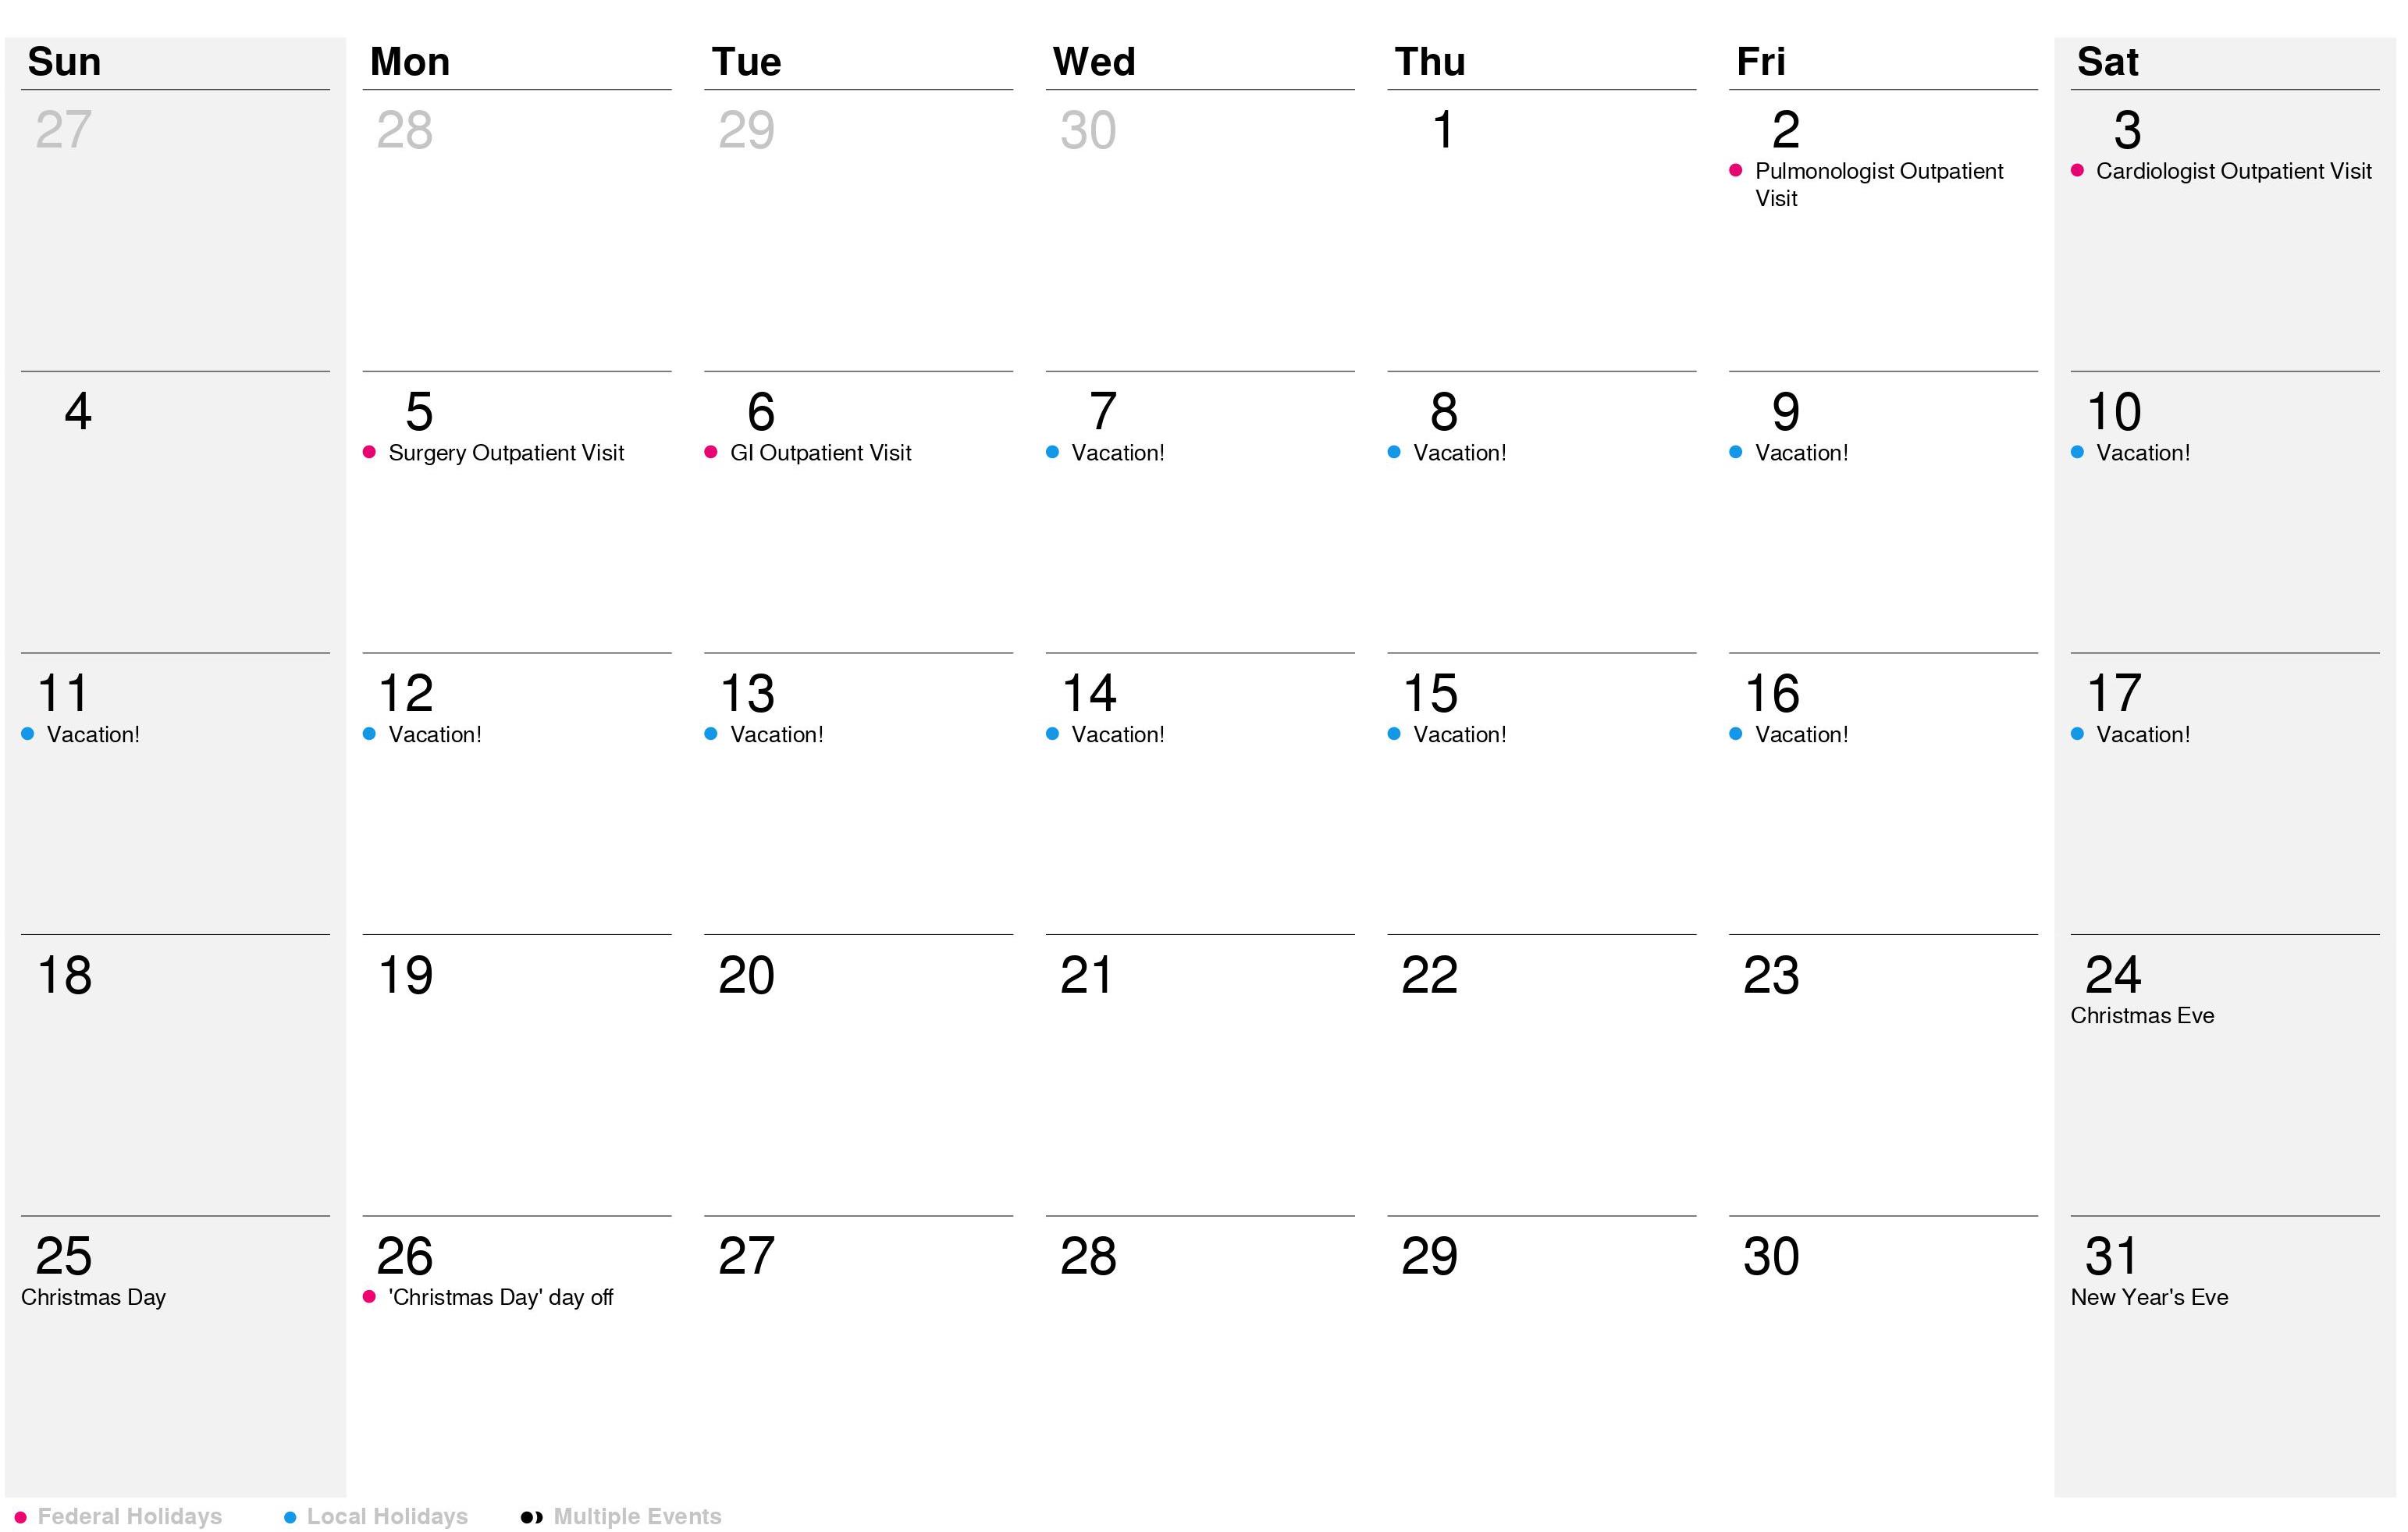 Sun Mon Tue Wed Thu Fri Sat
27 28 29 30 1 2 3
Pulmonologist Outpatient
Visit
Cardiologist Outpatient Visit
4 5 6 7 8 9 10
Surgery Outpatient Visit
GI Outpatient Visit
Vacation!
Vacation!
Vacation!
Vacation!
11 12 13 14 15 16 17
Vacation!
Vacation!
Vacation!
Vacation!
Vacation!
Vacation!
Vacation!
18 19 20 21 22 23 24
Christmas Eve
25 26 27 28 29 30 31
Christmas Day
'Christmas Day' day off
New Year's Eve
Federal Holidays Local Holidays Multiple Events